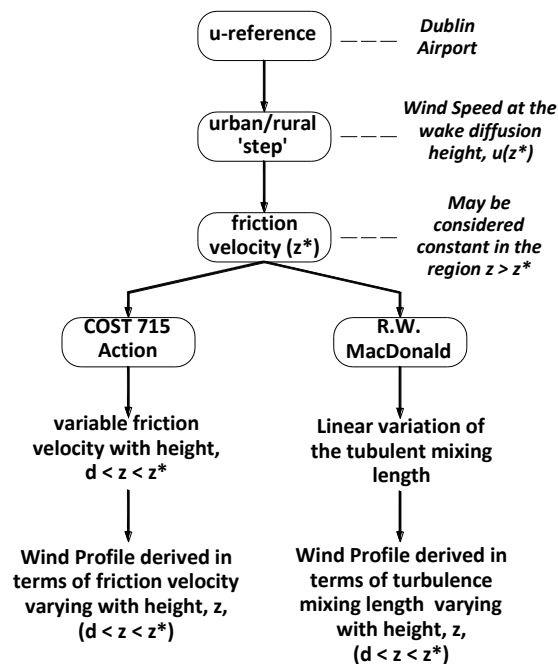 u-reference
Dublin
Airport
urban/rural
'step'
Wind Speed at the
wake diffusion
height, u(z*)
friction
velocity (z*)
May be
considered
constant in the
region z > z*
COST 715
Action
R.W.
MacDonald
variable friction
velocity with height,
d < z < z*
Linear variation of
the tubulent mixing
length
Wind Profile derived in
terms of friction velocity
varying with height, z,
(d < z < z*)
Wind Profile derived in
terms of turbulence
mixing length varying
with height, z,
(d < z < z*)